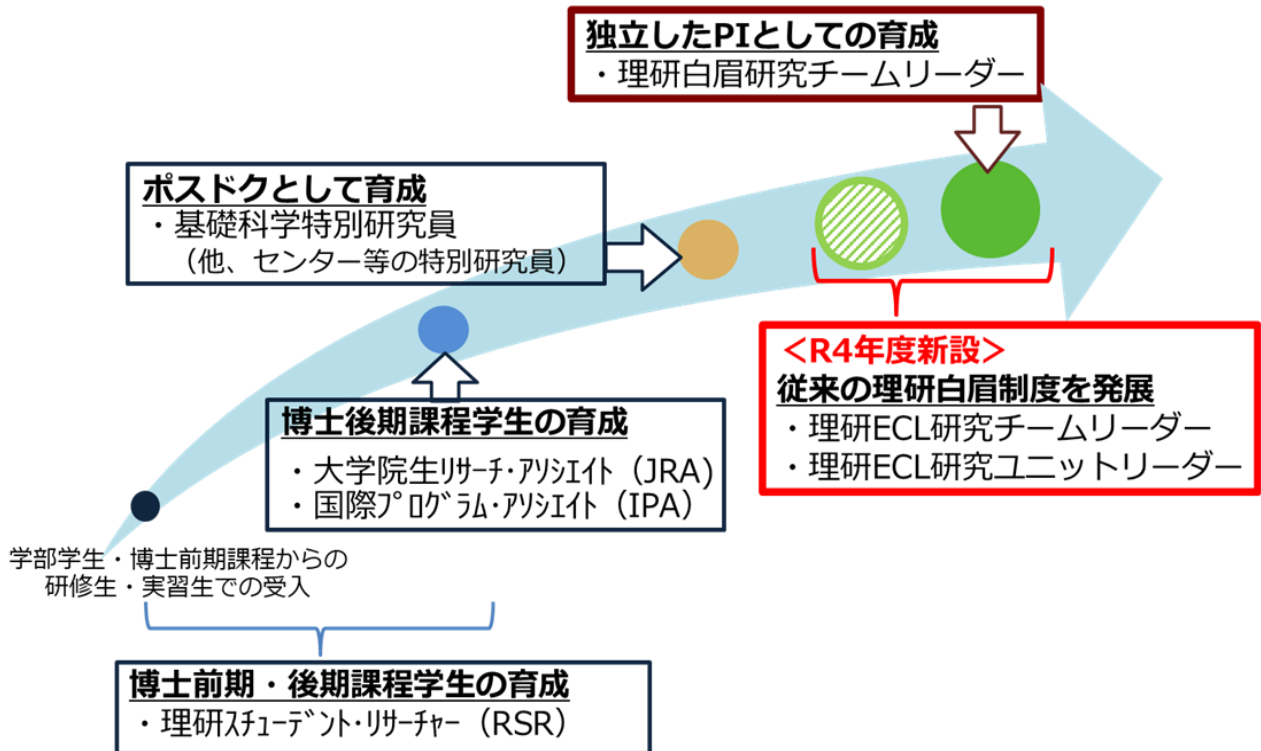 独立したPIとしての育成
・理研白眉研究チームリーダー
ポスドクとして育成
・基礎科学特別研究員
（他、センター等の特別研究員）
<R4年度新設>
従来の理研白眉制度を発展
・理研ECL研究チームリーダー
・理研ECL研究ユニットリーダー
博士後期課程学生の育成
・大学院生ﾘｻｰﾁ・ｱｿｼｴｲﾄ（JRA)
・国際ﾌﾟﾛｸﾞﾗﾑ・ｱｿｼｴｲﾄ（IPA）
学部学生・博士前期課程からの
研修生・実習生での受入
博士前期・後期課程学生の育成
・理研ｽﾁｭｰﾃﾞﾝﾄ・ﾘｻｰﾁｬｰ（RSR）